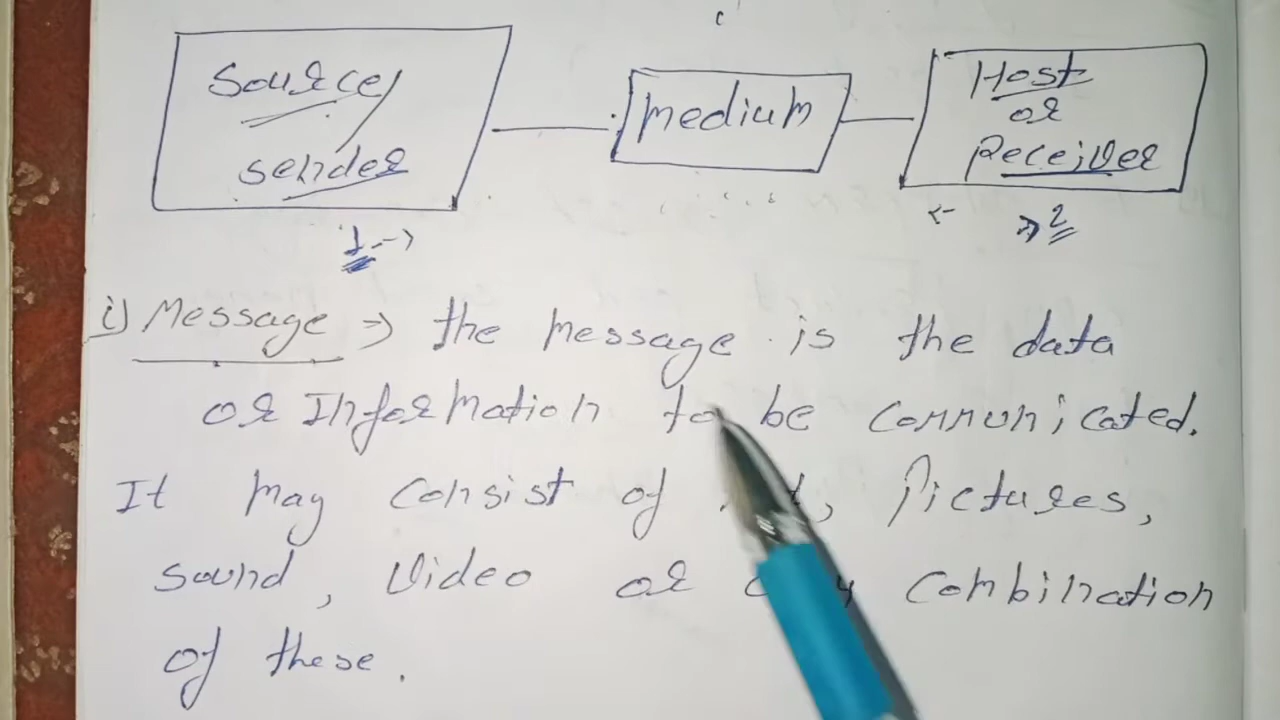 Source/
sender
medium
Host
or
Receiver
1 -->
<-
=> 2
i) Message => the message is the data
or Information to be communicated.
It may consist of , Pictures,
sound, Video or combination
of these.